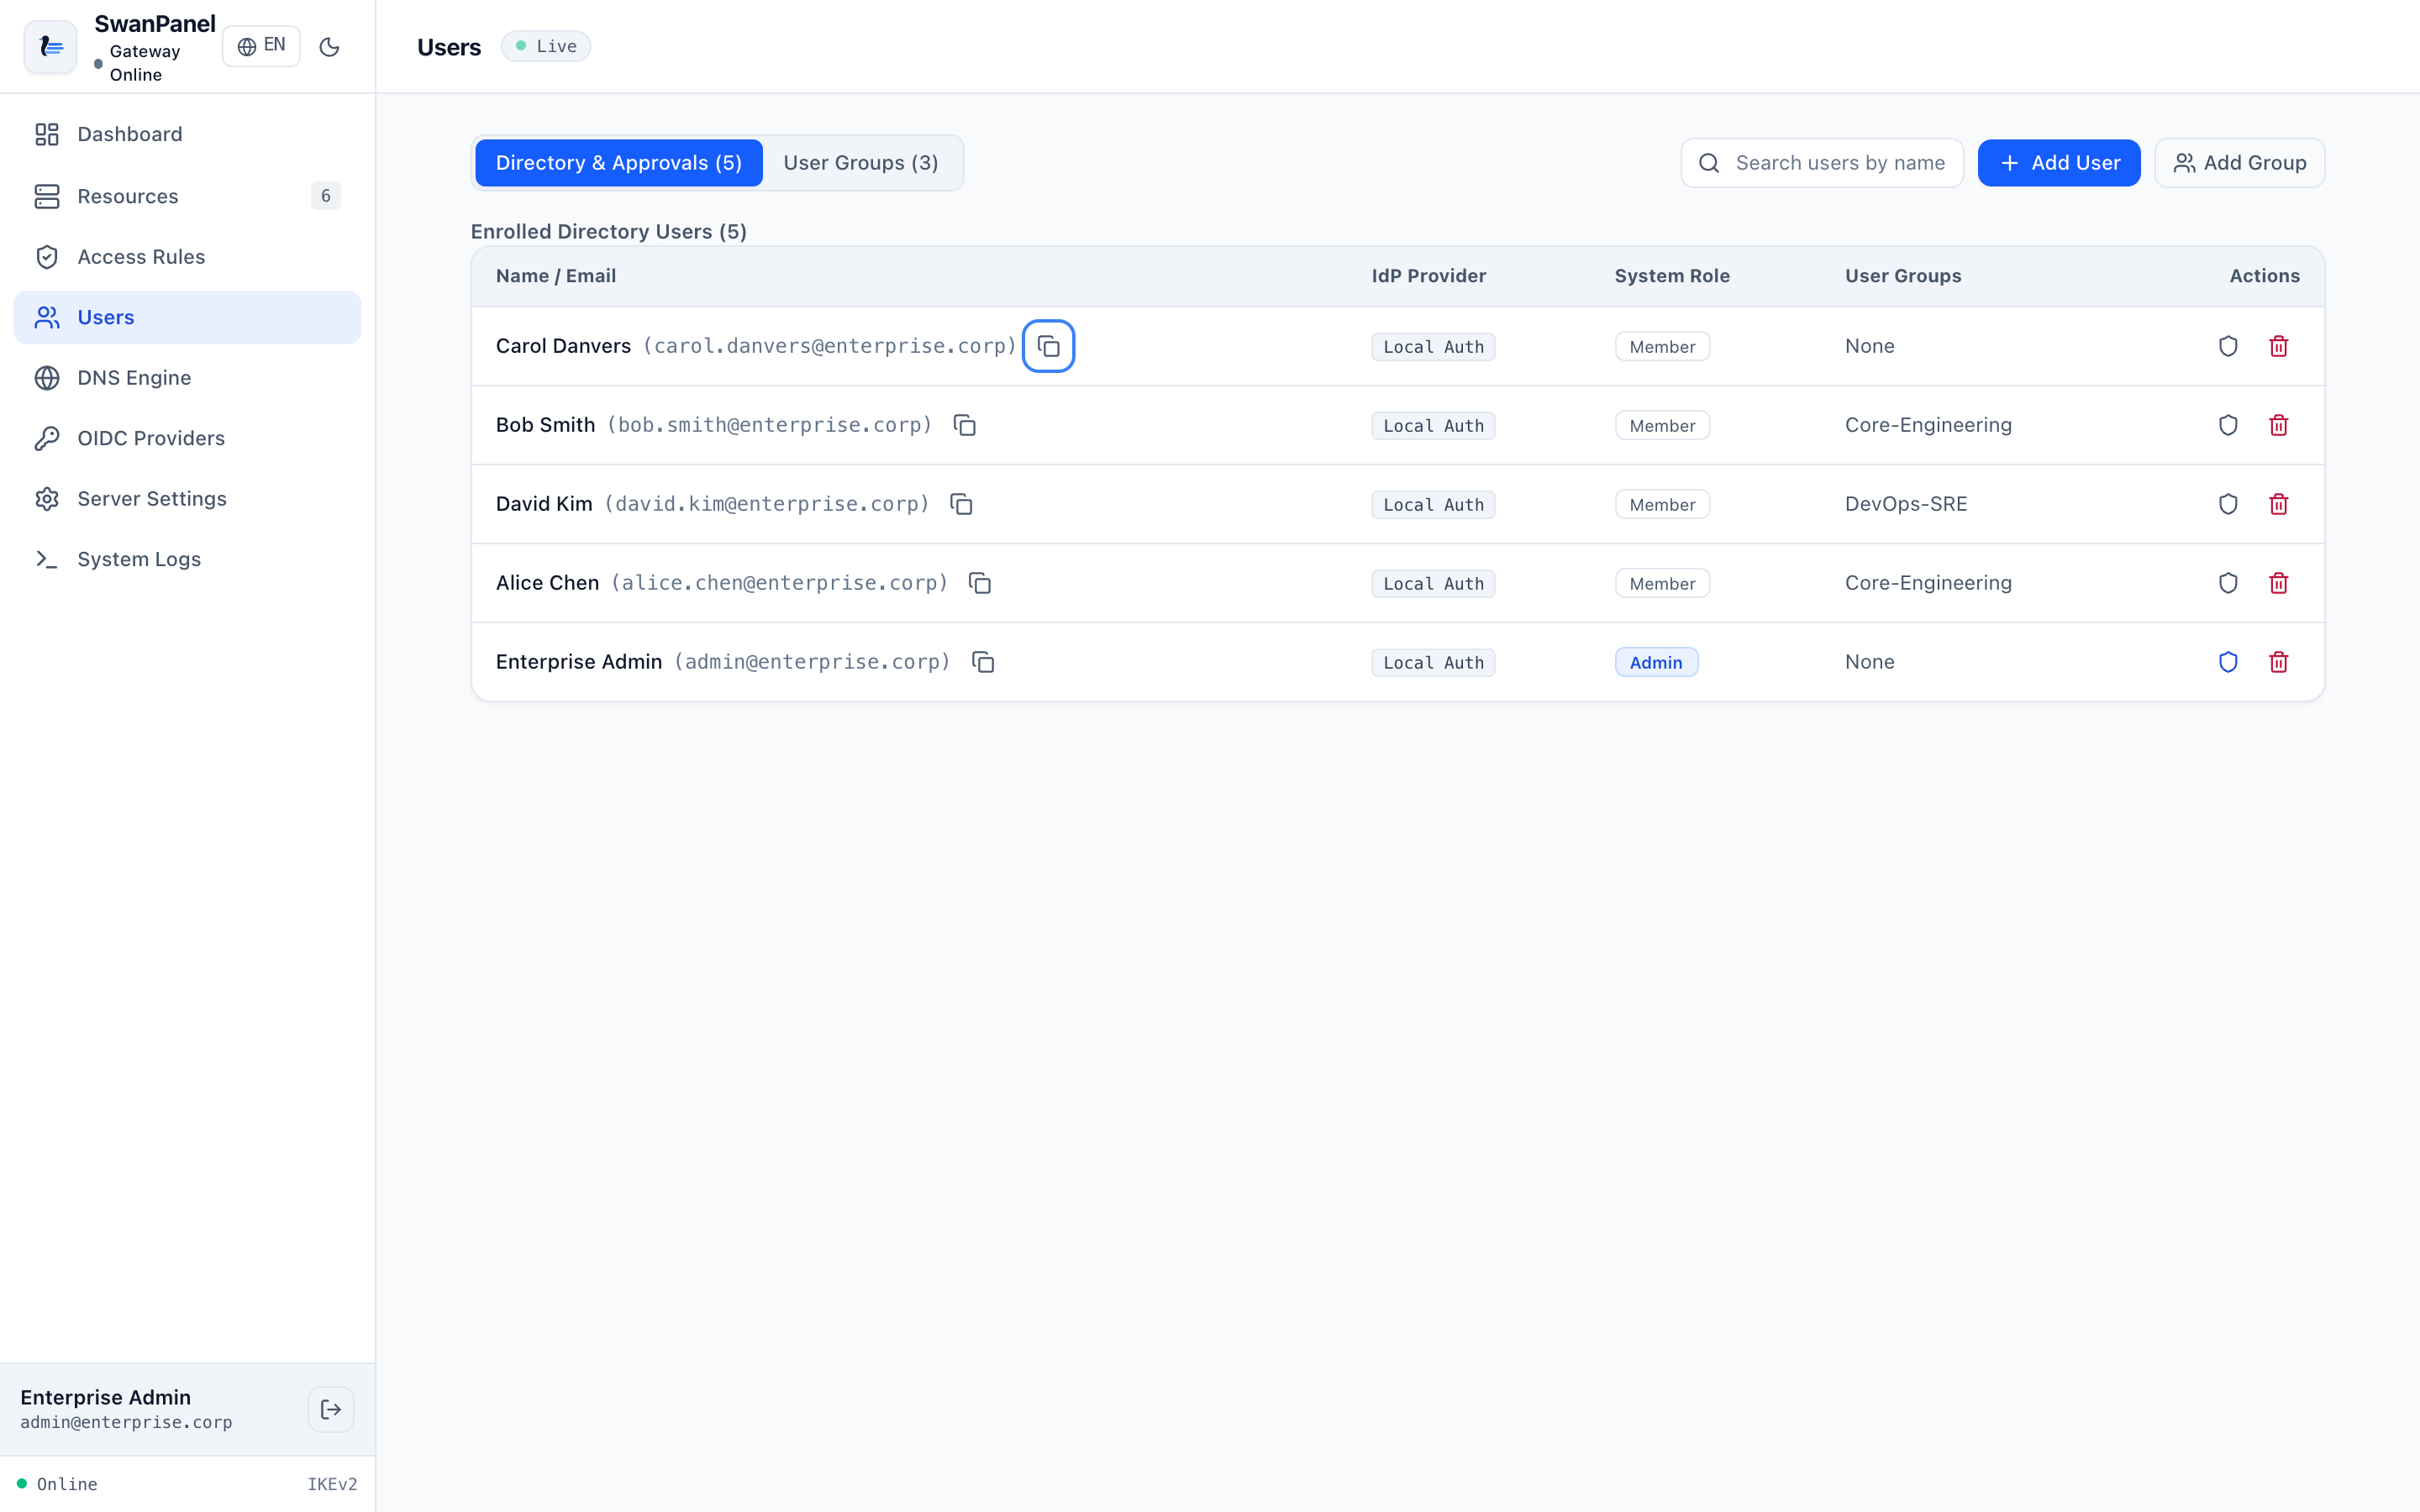 SwanPanel
Gateway
Online
EN
Users
Live
Dashboard
Resources 6
Access Rules
Users
DNS Engine
OIDC Providers
Server Settings
System Logs
Directory & Approvals (5) User Groups (3)
Search users by name
Add User
Add Group
Enrolled Directory Users (5)
Name / Email IdP Provider System Role User Groups Actions
Carol Danvers (carol.danvers@enterprise.corp) Local Auth Member None
Bob Smith (bob.smith@enterprise.corp) Local Auth Member Core-Engineering
David Kim (david.kim@enterprise.corp) Local Auth Member DevOps-SRE
Alice Chen (alice.chen@enterprise.corp) Local Auth Member Core-Engineering
Enterprise Admin (admin@enterprise.corp) Local Auth Admin None
Enterprise Admin
admin@enterprise.corp
Online IKEv2